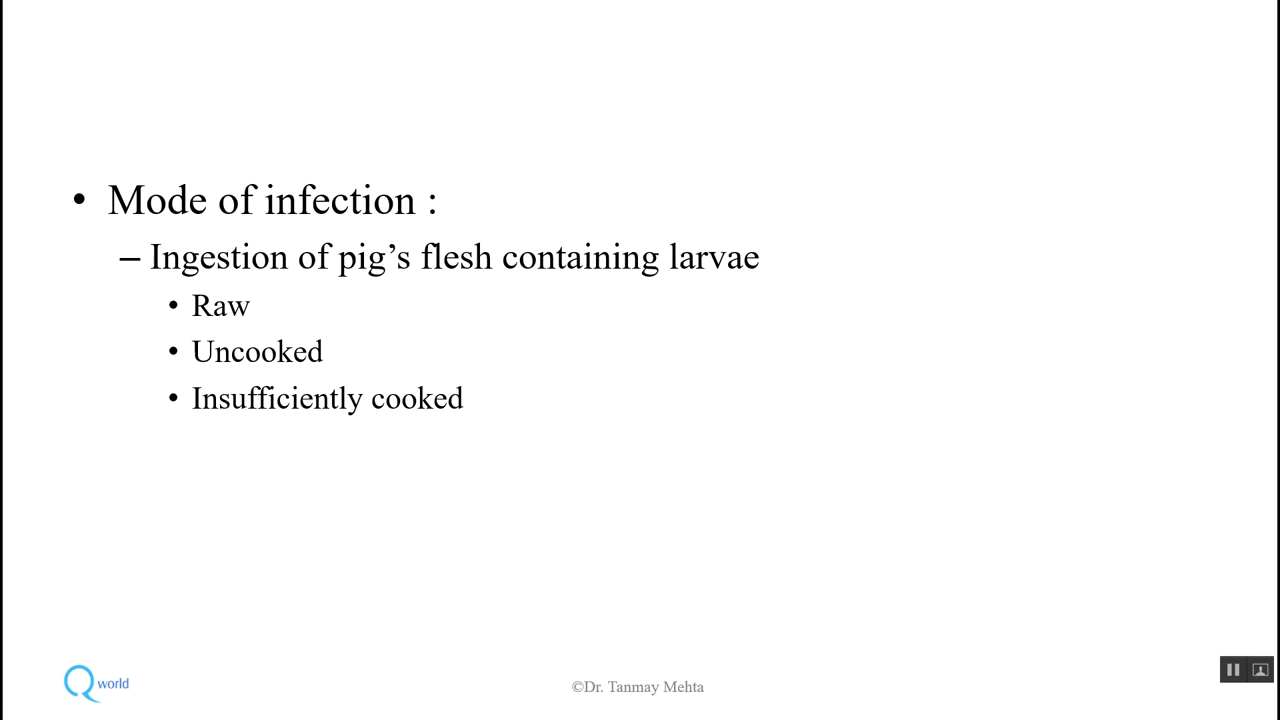 • Mode of infection :
– Ingestion of pig’s flesh containing larvae
• Raw
• Uncooked
• Insufficiently cooked
Q world
©Dr. Tanmay Mehta